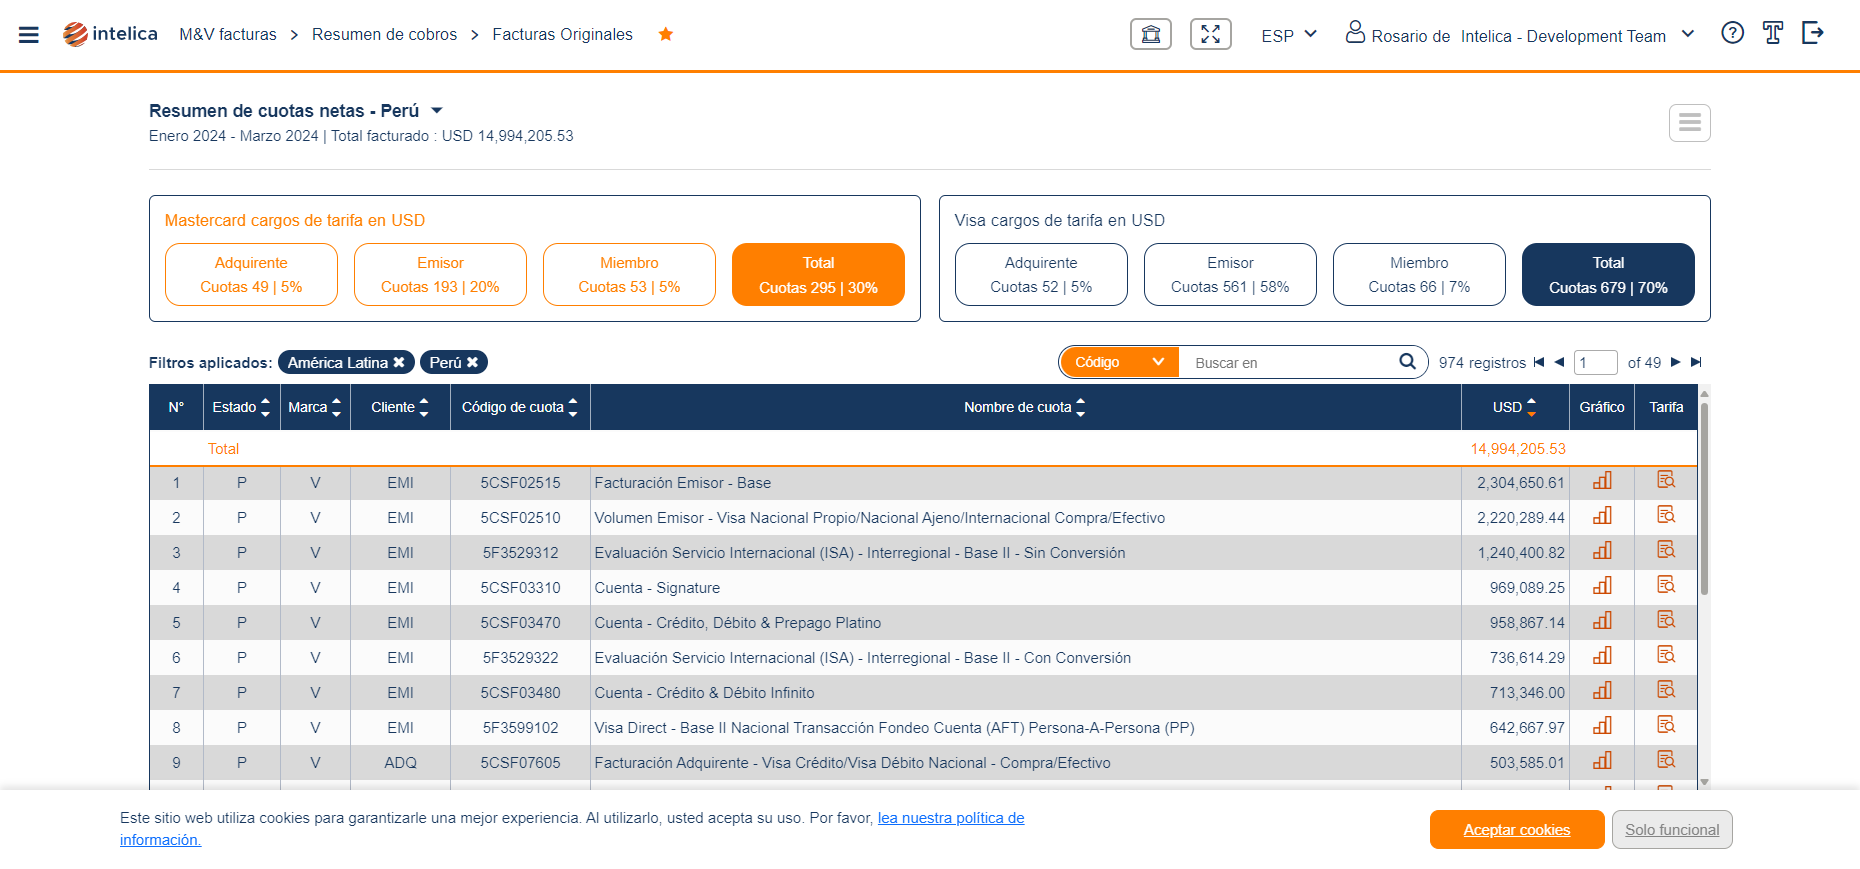 intelica
M&V facturas > Resumen de cobros > Facturas Originales
ESP
Rosario de Intelica - Development Team
Resumen de cuotas netas - Perú
Enero 2024 - Marzo 2024 | Total facturado : USD 14,994,205.53
Mastercard cargos de tarifa en USD
Adquirente
Cuotas 49 | 5%
Emisor
Cuotas 193 | 20%
Miembro
Cuotas 53 | 5%
Total
Cuotas 295 | 30%
Visa cargos de tarifa en USD
Adquirente
Cuotas 52 | 5%
Emisor
Cuotas 561 | 58%
Miembro
Cuotas 66 | 7%
Total
Cuotas 679 | 70%
Filtros aplicados: América Latina ✖ Perú ✖
Código Buscar en 974 registros 1 of 49
N° Estado Marca Cliente Código de cuota Nombre de cuota USD Gráfico Tarifa
Total 14,994,205.53
1 P V EMI 5CSF02515 Facturación Emisor - Base 2,304,650.61
2 P V EMI 5CSF02510 Volumen Emisor - Visa Nacional Propio/Nacional Ajeno/Internacional Compra/Efectivo 2,220,289.44
3 P V EMI 5F3529312 Evaluación Servicio Internacional (ISA) - Interregional - Base II - Sin Conversión 1,240,400.82
4 P V EMI 5CSF03310 Cuenta - Signature 969,089.25
5 P V EMI 5CSF03470 Cuenta - Crédito, Débito & Prepago Platino 958,867.14
6 P V EMI 5F3529322 Evaluación Servicio Internacional (ISA) - Interregional - Base II - Con Conversión 736,614.29
7 P V EMI 5CSF03480 Cuenta - Crédito & Débito Infinito 713,346.00
8 P V EMI 5F3599102 Visa Direct - Base II Nacional Transacción Fondeo Cuenta (AFT) Persona-A-Persona (PP) 642,667.97
9 P V ADQ 5CSF07605 Facturación Adquirente - Visa Crédito/Visa Débito Nacional - Compra/Efectivo 503,585.01
Este sitio web utiliza cookies para garantizarle una mejor experiencia. Al utilizarlo, usted acepta su uso. Por favor, lea nuestra política de
información.
Aceptar cookies
Solo funcional